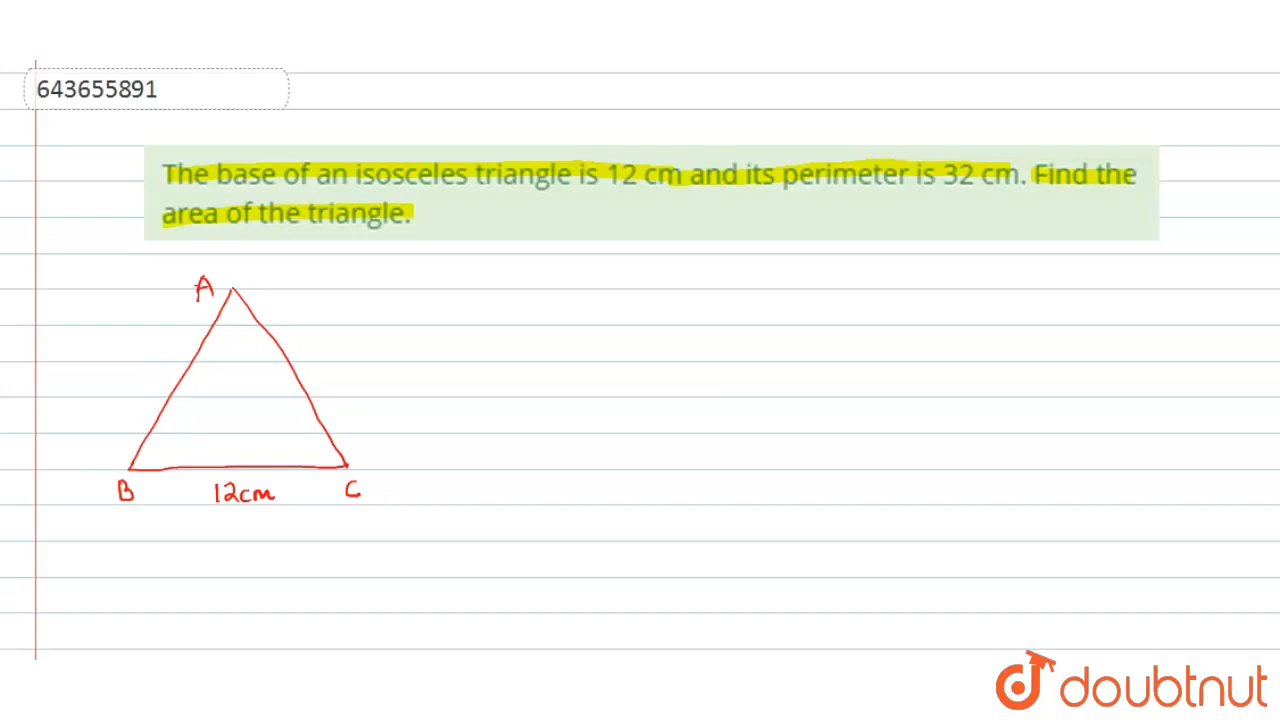 643655891
The base of an isosceles triangle is 12 cm and its perimeter is 32 cm. Find the
area of the triangle.
A
B 12cm C
doubtnut